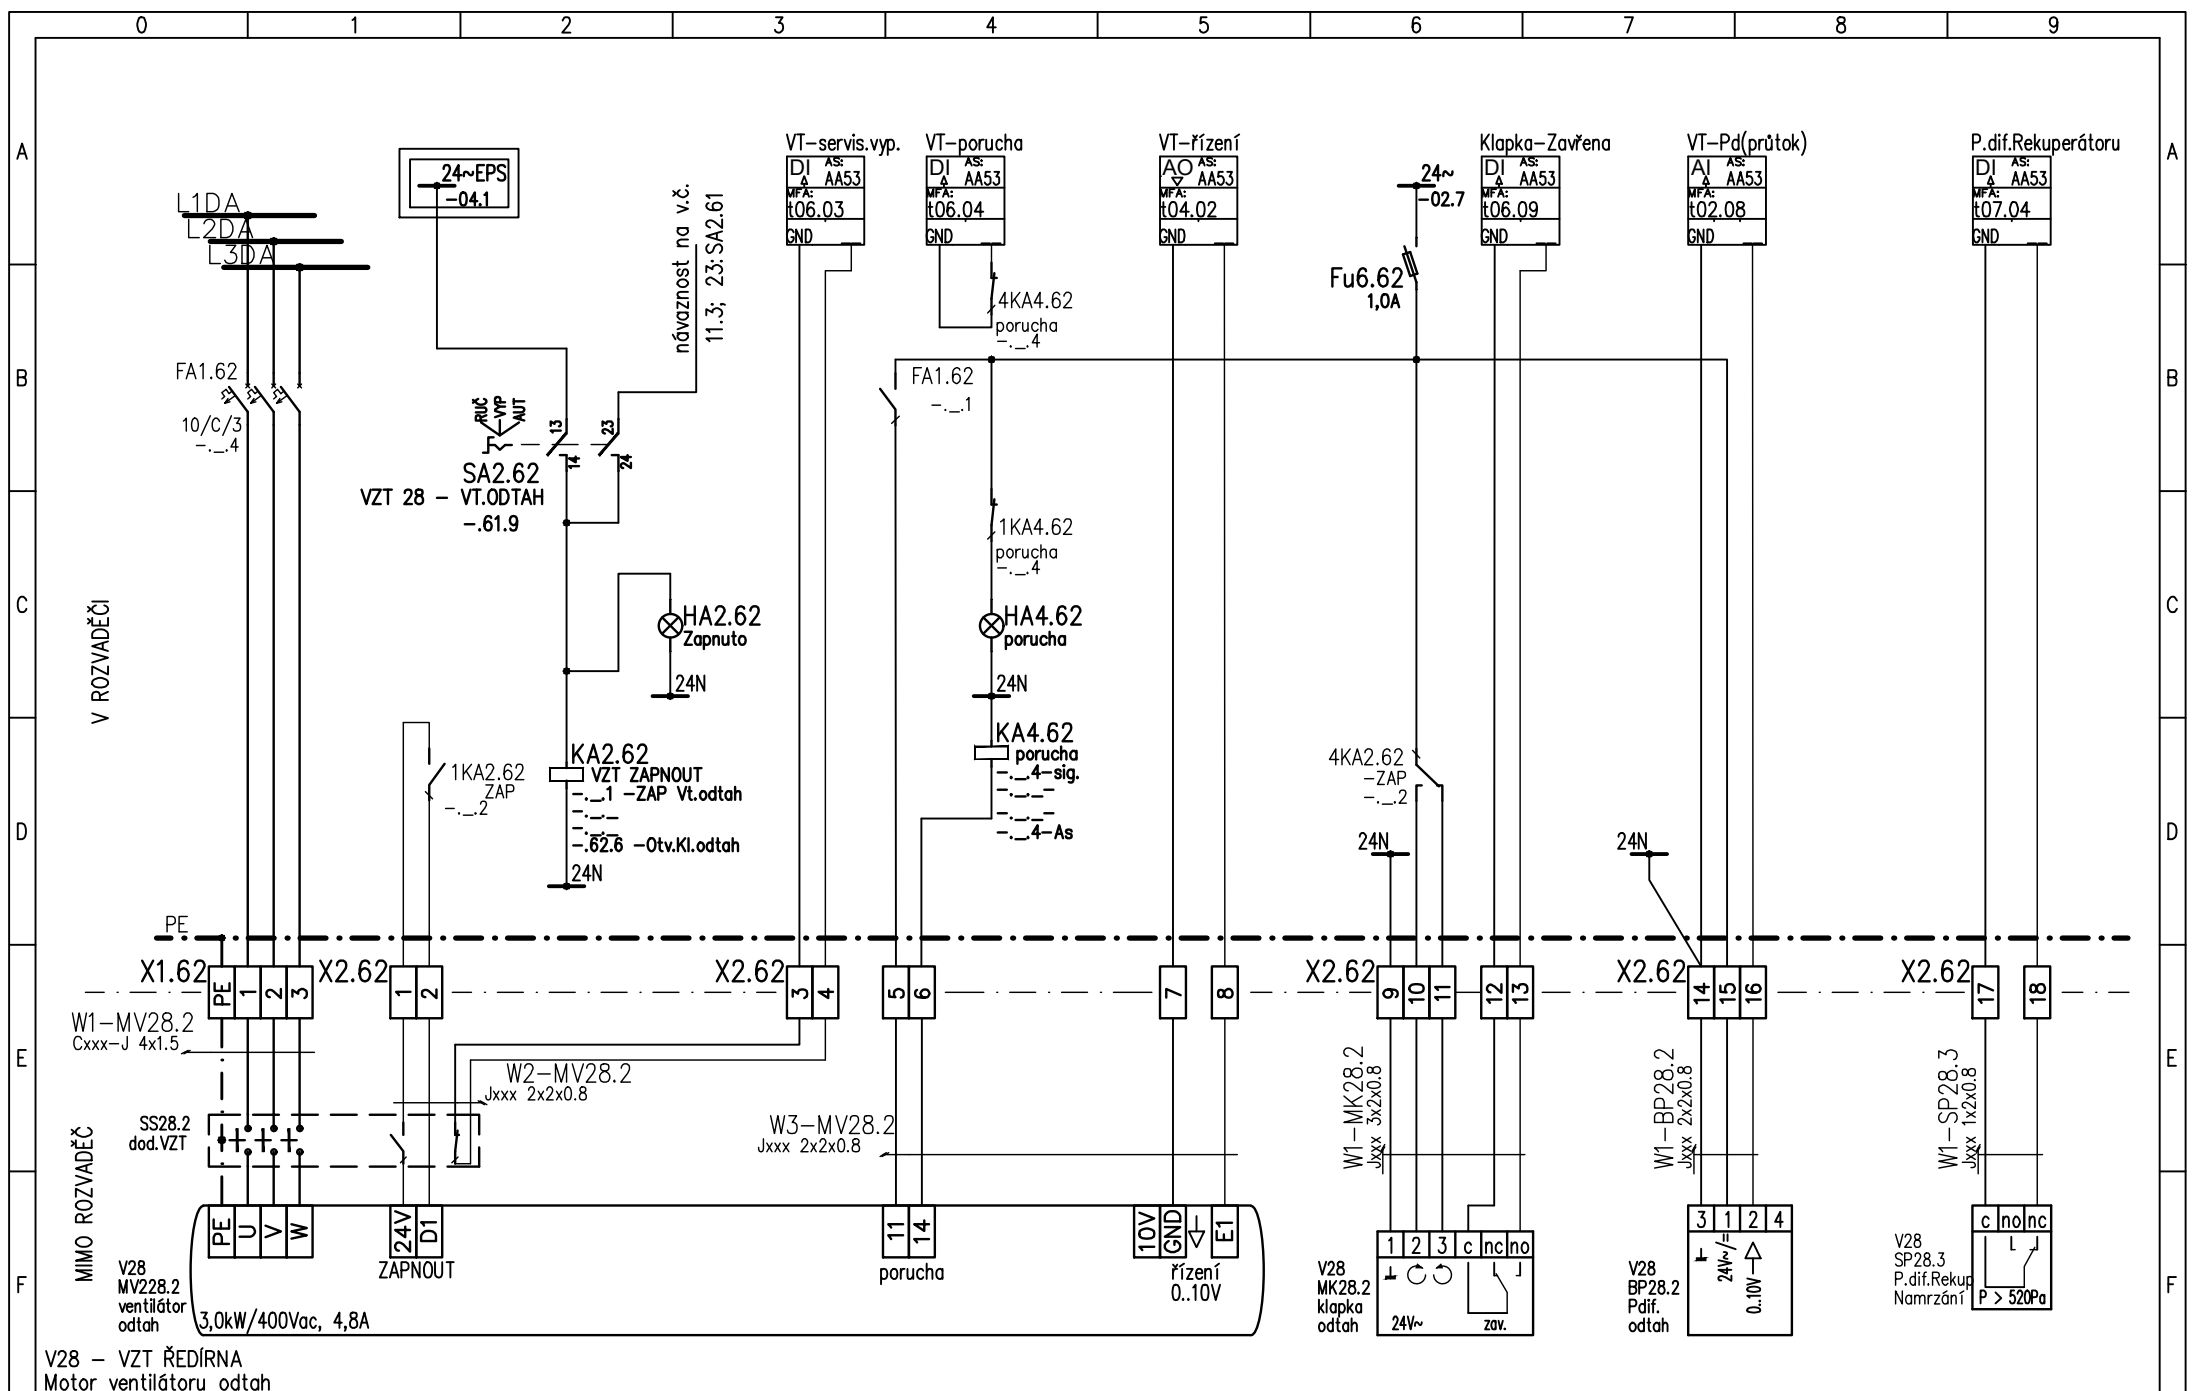 0 1 2 3 4 5 6 7 8 9
A
B
C
D
E
F
A
B
C
D
E
F
L1DA
L2DA
L3DA
24~EPS
-04.1
návaznost na v.č.
11.3; 23:SA2.61
VT-servis.vyp.
DI AS:
AA53
MFA:
t06.03
GND
VT-porucha
DI AS:
AA53
MFA:
t06.04
GND
VT-řízení
AO AS:
AA53
MFA:
t04.02
GND
24~
-02.7
Klapka-Zavřena
DI AS:
AA53
MFA:
t06.09
GND
VT-Pd(průtok)
AI AS:
AA53
MFA:
t02.08
GND
P.dif.Rekuperátoru
DI AS:
AA53
MFA:
t07.04
GND
4KA4.62
porucha
-._.4
Fu6.62
1,0A
FA1.62
10/C/3
-._.4
RUČ
VYP
AUT
13
14
23
24
SA2.62
VZT 28 - VT.ODTAH
-.61.9
FA1.62
-._.1
1KA4.62
porucha
-._.4
V ROZVADĚČI
HA2.62
Zapnuto
24N
HA4.62
porucha
24N
1KA2.62
ZAP
-._.2
KA2.62
VZT ZAPNOUT
-._.1 -ZAP Vt.odtah
-._._
-._._
-.62.6 -Otv.Kl.odtah
24N
KA4.62
porucha
-._.4-sig.
-._._-
-._._-
-._.4-As
4KA2.62
-ZAP
-._.2
24N
24N
PE
X1.62 PE 1 2 3
X2.62 1 2
X2.62 3 4
5 6
7 8
X2.62 9 10 11 12 13
X2.62 14 15 16
X2.62 17 18
W1-MV28.2
Cxxx-J 4x1.5
W2-MV28.2
Jxxx 2x2x0.8
W3-MV28.2
Jxxx 2x2x0.8
W1-MK28.2
Jxxx 3x2x0.8
W1-BP28.2
Jxxx 2x2x0.8
W1-SP28.3
Jxxx 1x2x0.8
SS28.2
dod.VZT
MIMO ROZVADĚČ
PE U V W
24V D1
ZAPNOUT
11 14
porucha
10V GND E1
řízení
0..10V
V28
MV228.2
ventilátor
odtah
3,0kW/400Vac, 4,8A
V28
MK28.2
klapka
odtah
1 2 3 c nc no
24V~ zav.
V28
BP28.2
Pdif.
odtah
3 1 2 4
24V~/=
0..10V
V28
SP28.3
P.dif.Rekup
Namrzání
c no nc
P > 520Pa
V28 - VZT ŘEDÍRNA
Motor ventilátoru odtah